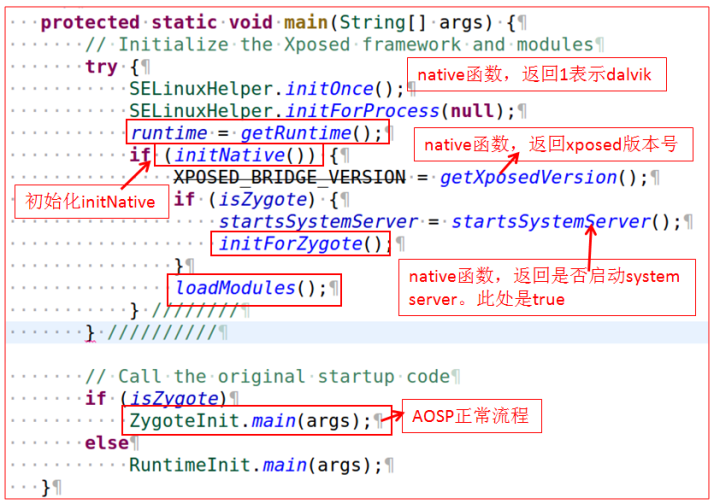 protected static void main(String[] args) {
// Initialize the Xposed framework and modules
try {
native函数，返回1表示dalvik
SELinuxHelper.initOnce();
SELinuxHelper.initForProcess(null);
runtime = getRuntime();
native函数，返回xposed版本号
if (initNative()) {
初始化initNative
XPOSED_BRIDGE_VERSION = getXposedVersion();
if (isZygote) {
startsSystemServer = startsSystemServer();
initForZygote();
}
native函数，返回是否启动system
server。此处是true
loadModules();
} ////////
} //////////
// Call the original startup code
if (isZygote)
ZygoteInit.main(args);
AOSP正常流程
else
RuntimeInit.main(args);
}